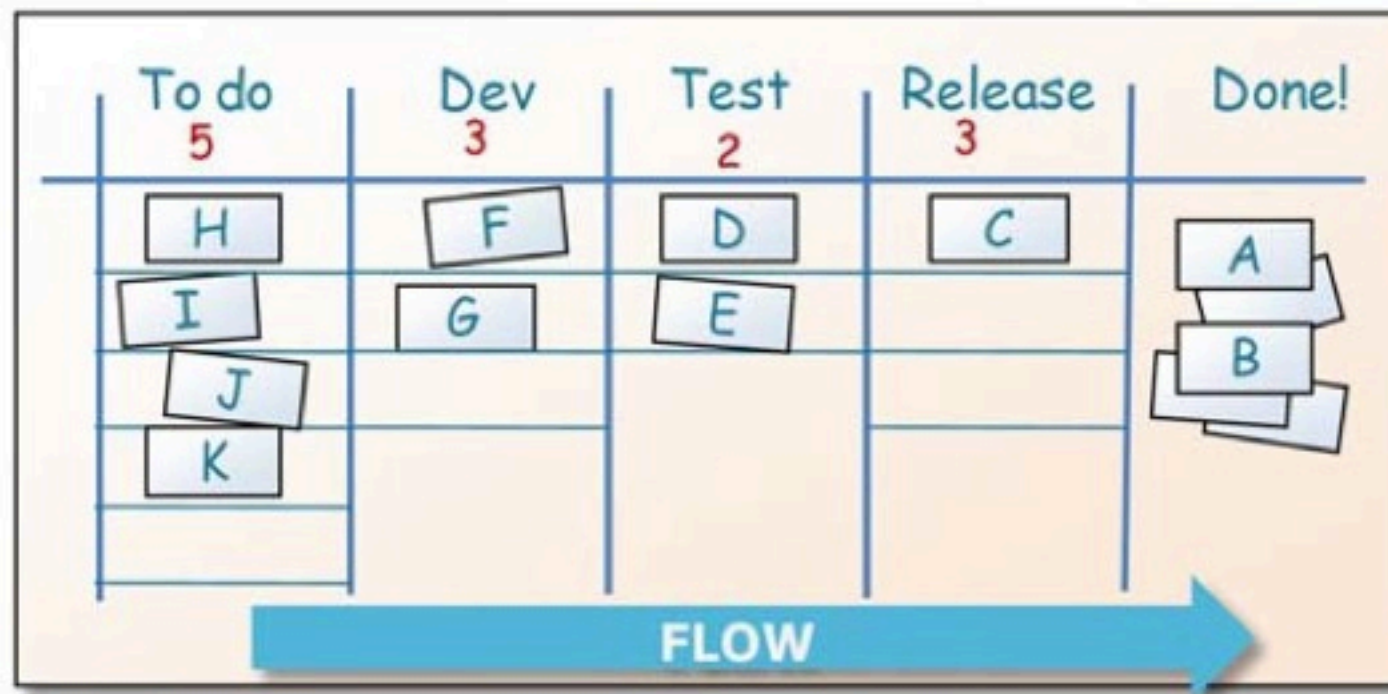 To do Dev Test Release Done!
5 3 2 3
H F D C A
I G E B
J
K
FLOW